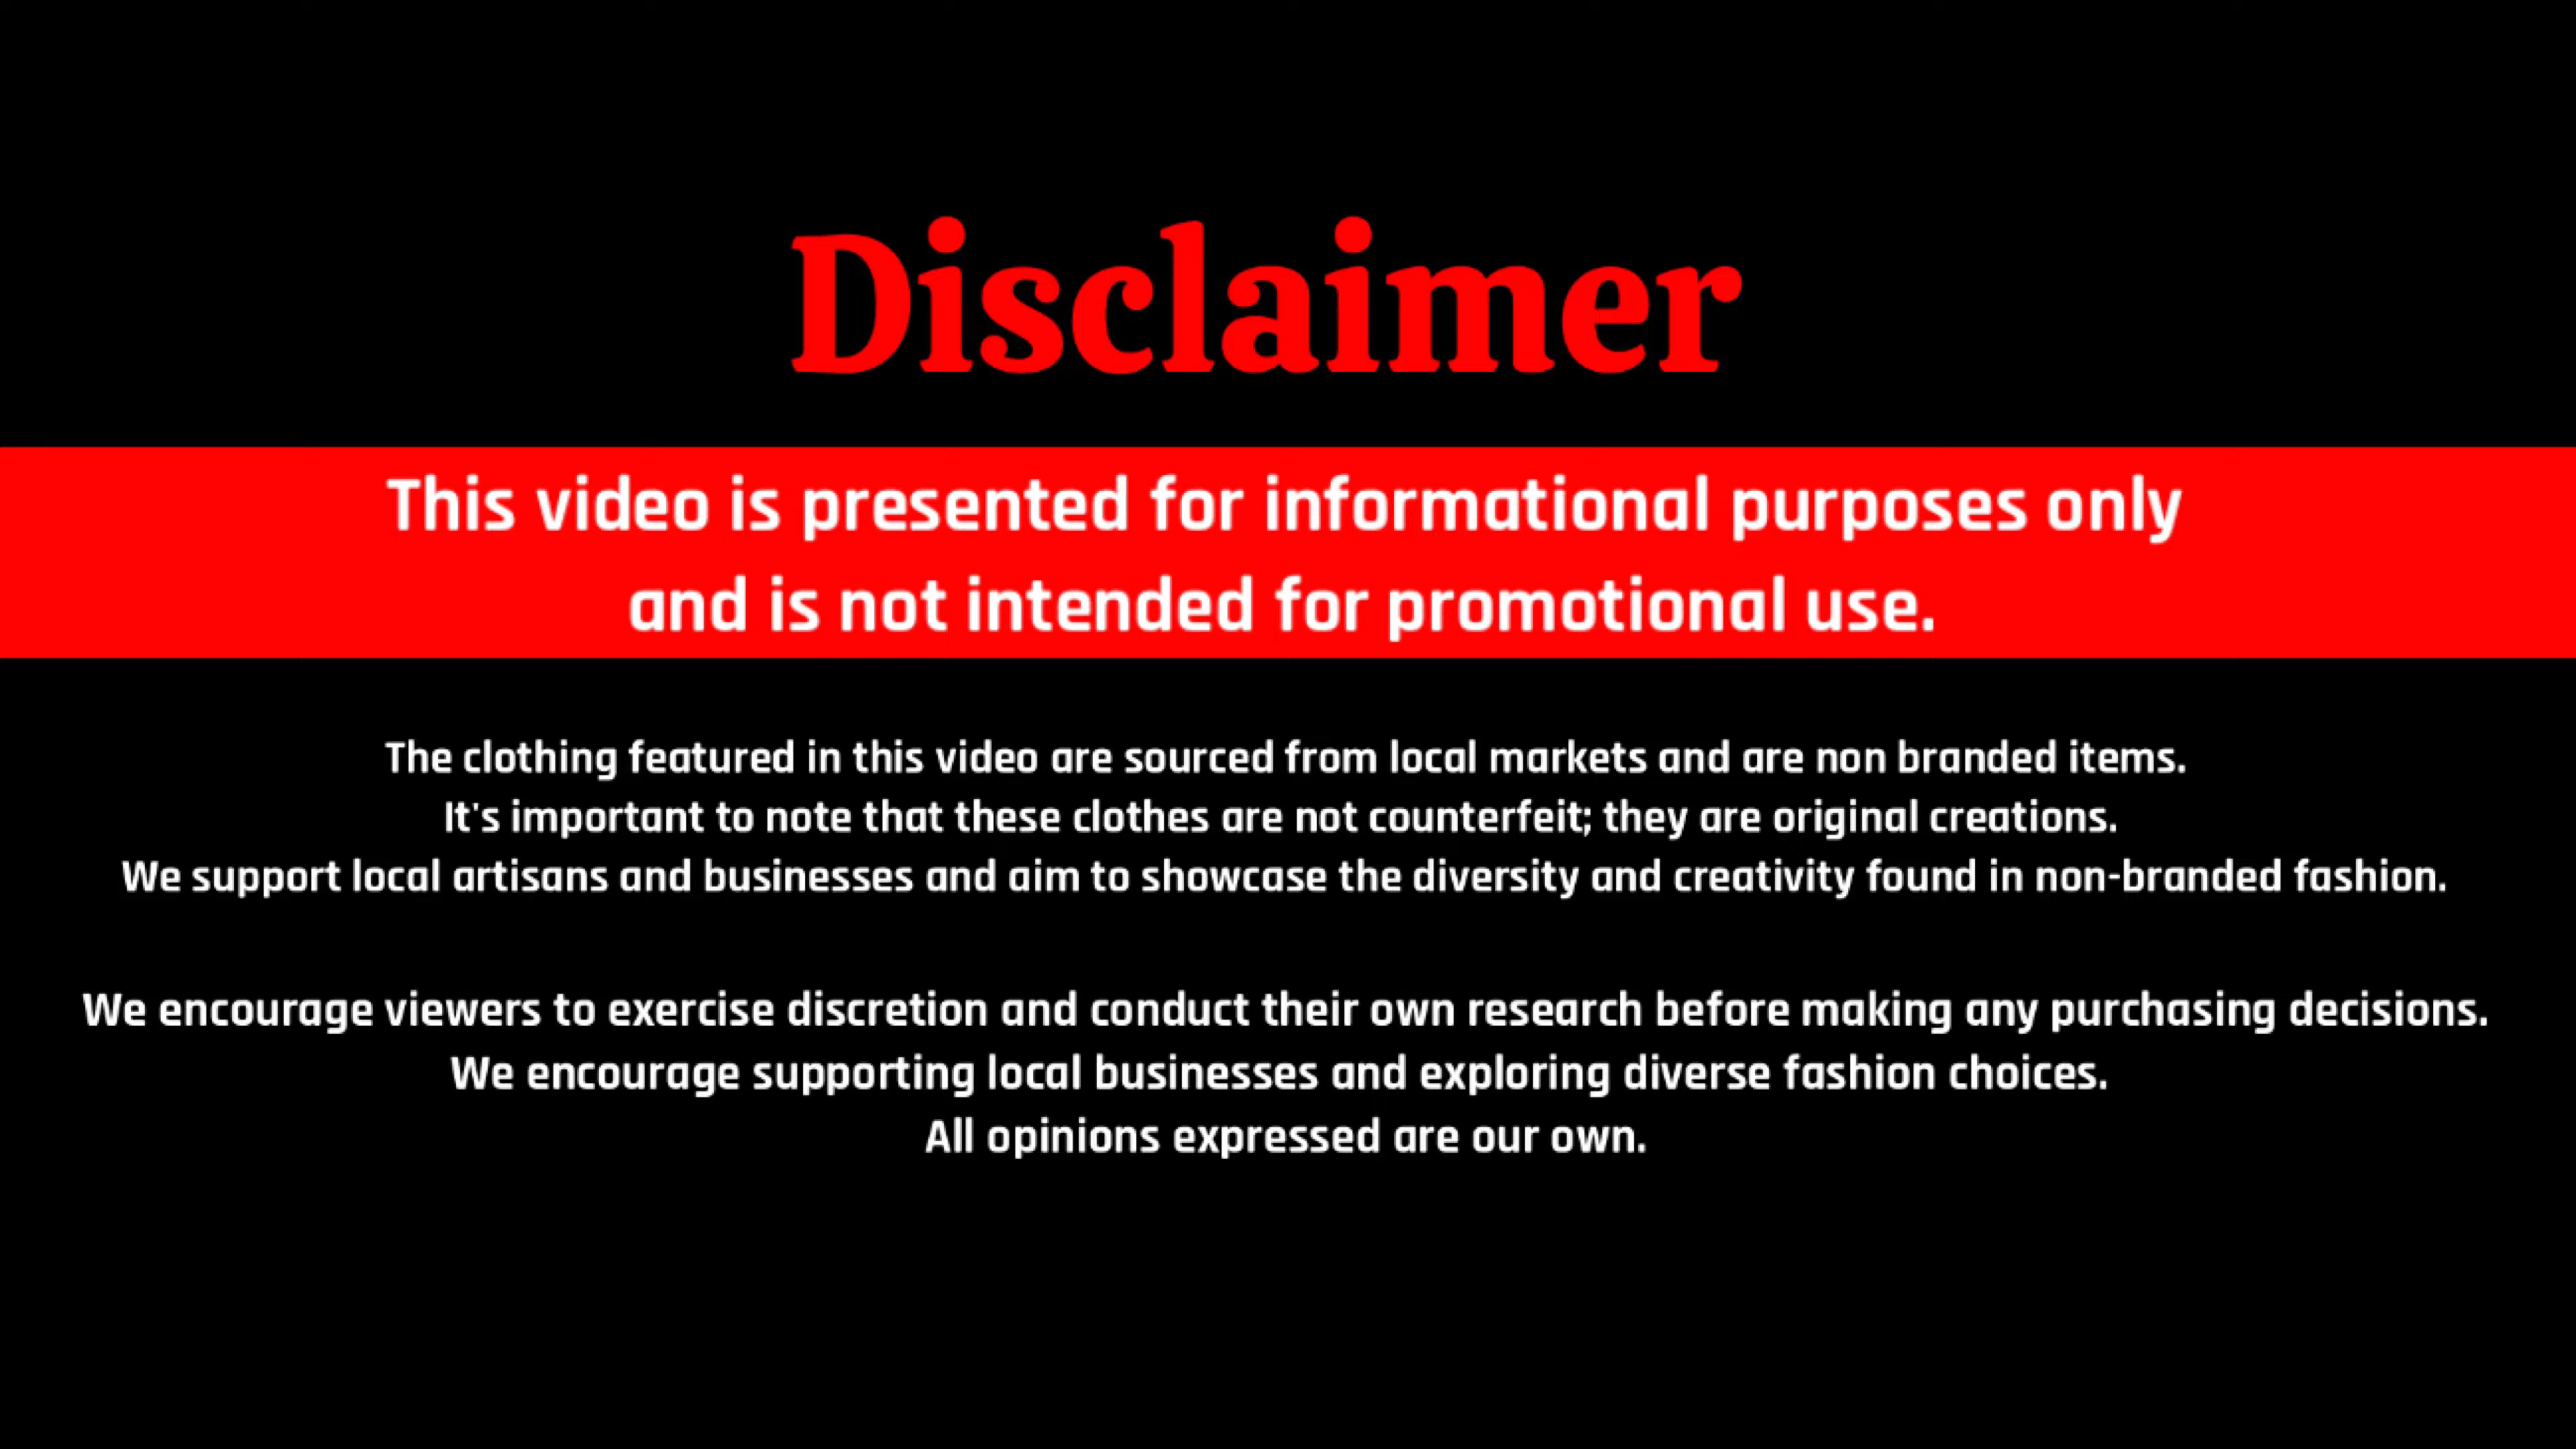 Disclaimer
This video is presented for informational purposes only
and is not intended for promotional use.
The clothing featured in this video are sourced from local markets and are non branded items.
It's important to note that these clothes are not counterfeit; they are original creations.
We support local artisans and businesses and aim to showcase the diversity and creativity found in non-branded fashion.
We encourage viewers to exercise discretion and conduct their own research before making any purchasing decisions.
We encourage supporting local businesses and exploring diverse fashion choices.
All opinions expressed are our own.